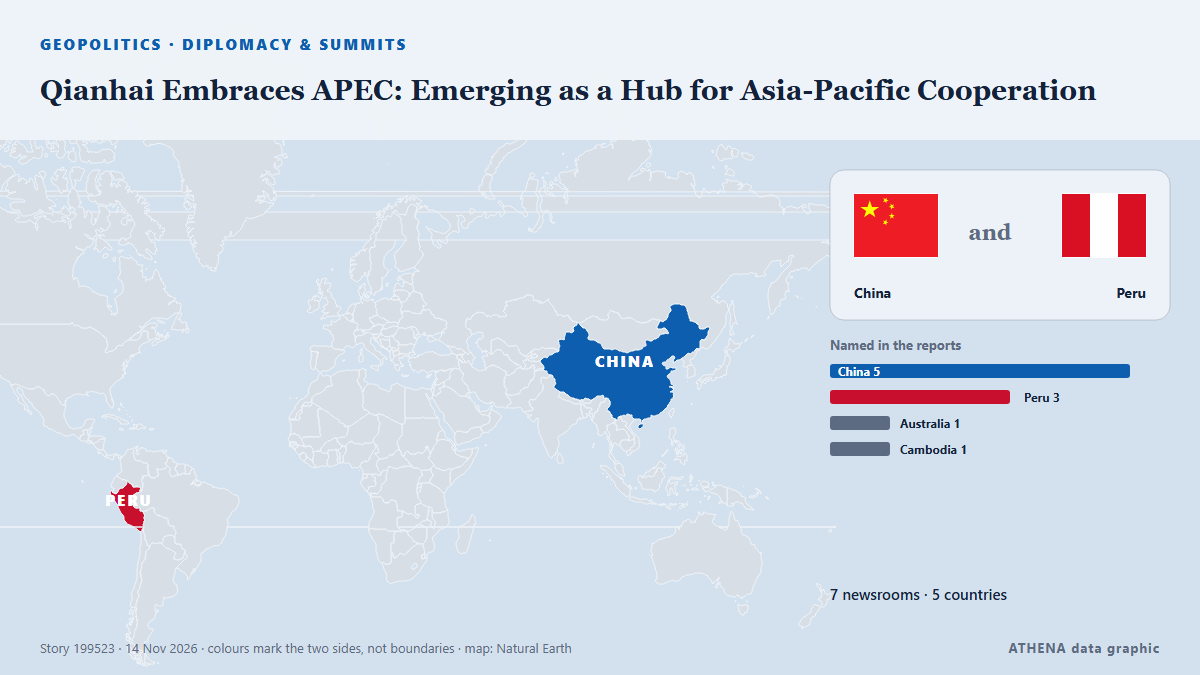 GEOPOLITICS · DIPLOMACY & SUMMITS
Qianhai Embraces APEC: Emerging as a Hub for Asia-Pacific Cooperation
and
China
Peru
Named in the reports
China 5
Peru 3
Australia 1
Cambodia 1
CHINA
PERU
7 newsrooms · 5 countries
Story 199523 · 14 Nov 2026 · colours mark the two sides, not boundaries · map: Natural Earth
ATHENA data graphic